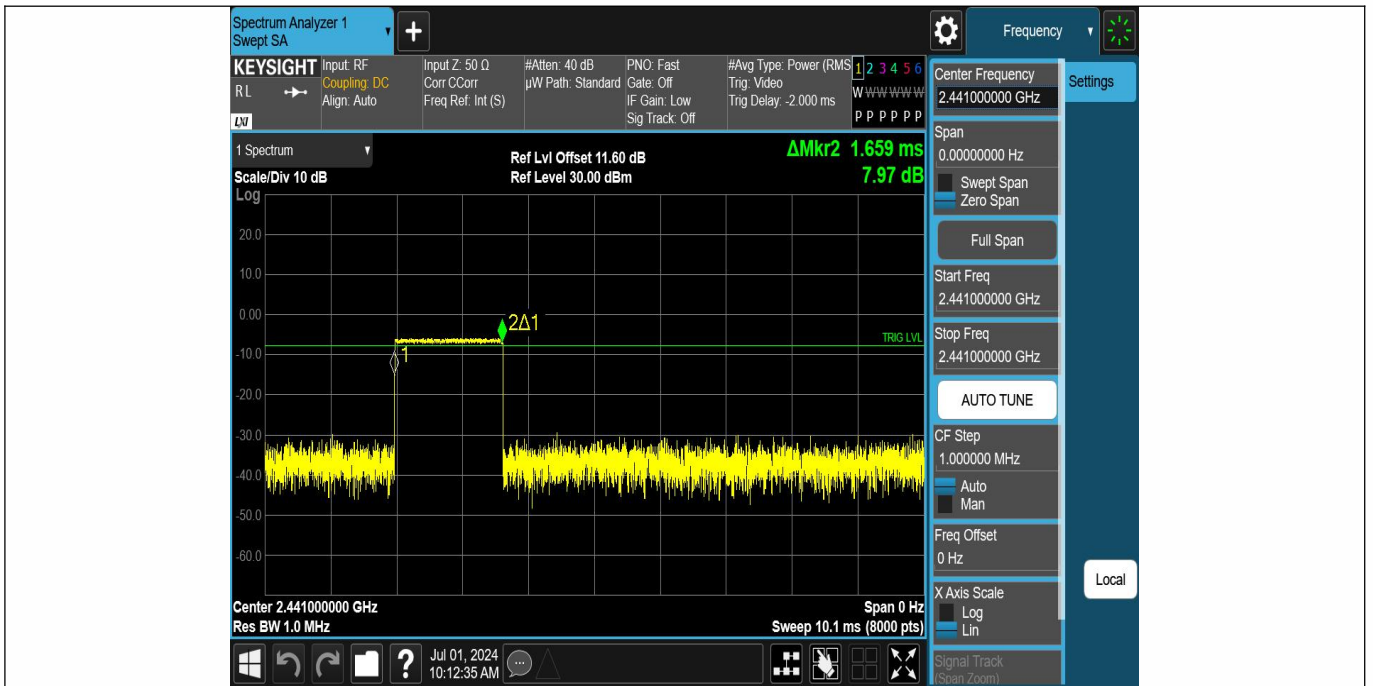 Spectrum Analyzer 1
Swept SA
+
Frequency
KEYSIGHT
RL
LXI
Input: RF
Coupling: DC
Align: Auto
Input Z: 50 Ω
Corr CCorr
Freq Ref: Int (S)
#Atten: 40 dB
µW Path: Standard
PNO: Fast
Gate: Off
IF Gain: Low
Sig Track: Off
#Avg Type: Power (RMS
Trig: Video
Trig Delay: -2.000 ms
1 2 3 4 5 6
W W W W W W
P P P P P P
1 Spectrum
Scale/Div 10 dB
Ref Lvl Offset 11.60 dB
Ref Level 30.00 dBm
ΔMkr2 1.659 ms
7.97 dB
Log
20.0
10.0
0.00
-10.0
-20.0
-30.0
-40.0
-50.0
-60.0
2Δ1
1
TRIG LVL
Center 2.441000000 GHz
Res BW 1.0 MHz
Span 0 Hz
Sweep 10.1 ms (8000 pts)
?
Jul 01, 2024
10:12:35 AM
Center Frequency
2.441000000 GHz
Span
0.00000000 Hz
Swept Span
Zero Span
Full Span
Start Freq
2.441000000 GHz
Stop Freq
2.441000000 GHz
AUTO TUNE
CF Step
1.000000 MHz
Auto
Man
Freq Offset
0 Hz
X Axis Scale
Log
Lin
Signal Track
(Span Zoom)
Settings
Local